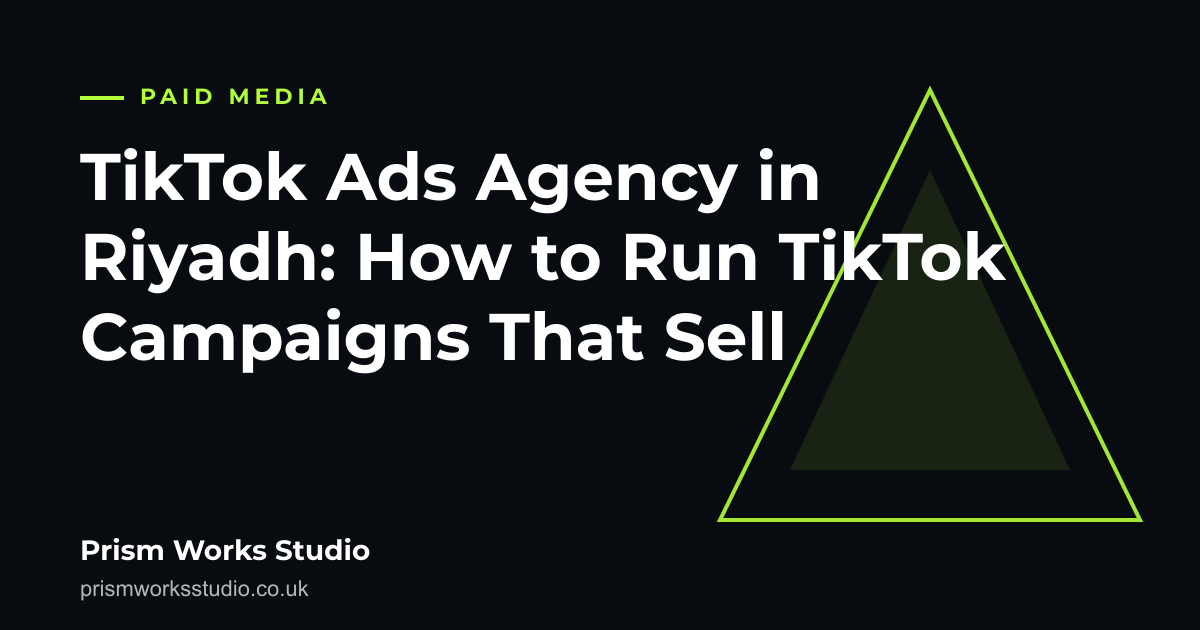 PAID MEDIA
TikTok Ads Agency in
Riyadh: How to Run TikTok
Campaigns That Sell
Prism Works Studio
prismworksstudio.co.uk